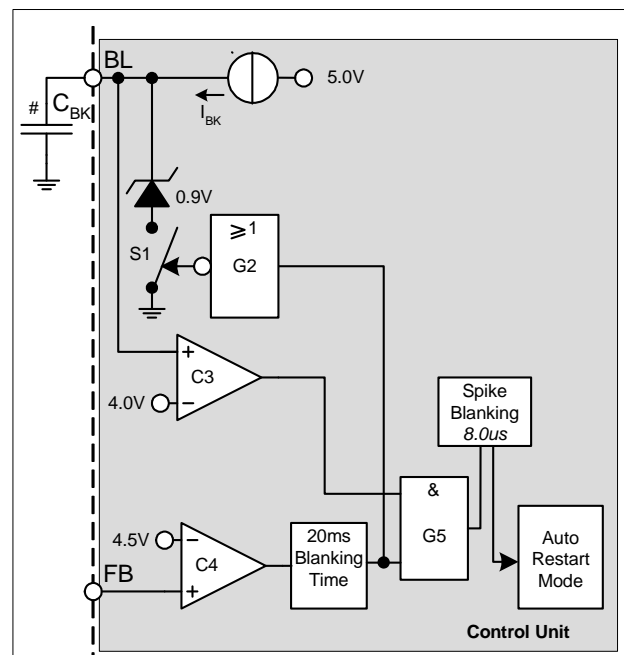 BL
5.0V
# C_BK
I_BK
0.9V
≥1
S1
G2
+
C3
4.0V
−
Spike
Blanking
8.0us
&
4.5V
−
20ms
Blanking
Time
G5
Auto
Restart
Mode
C4
FB
+
Control Unit